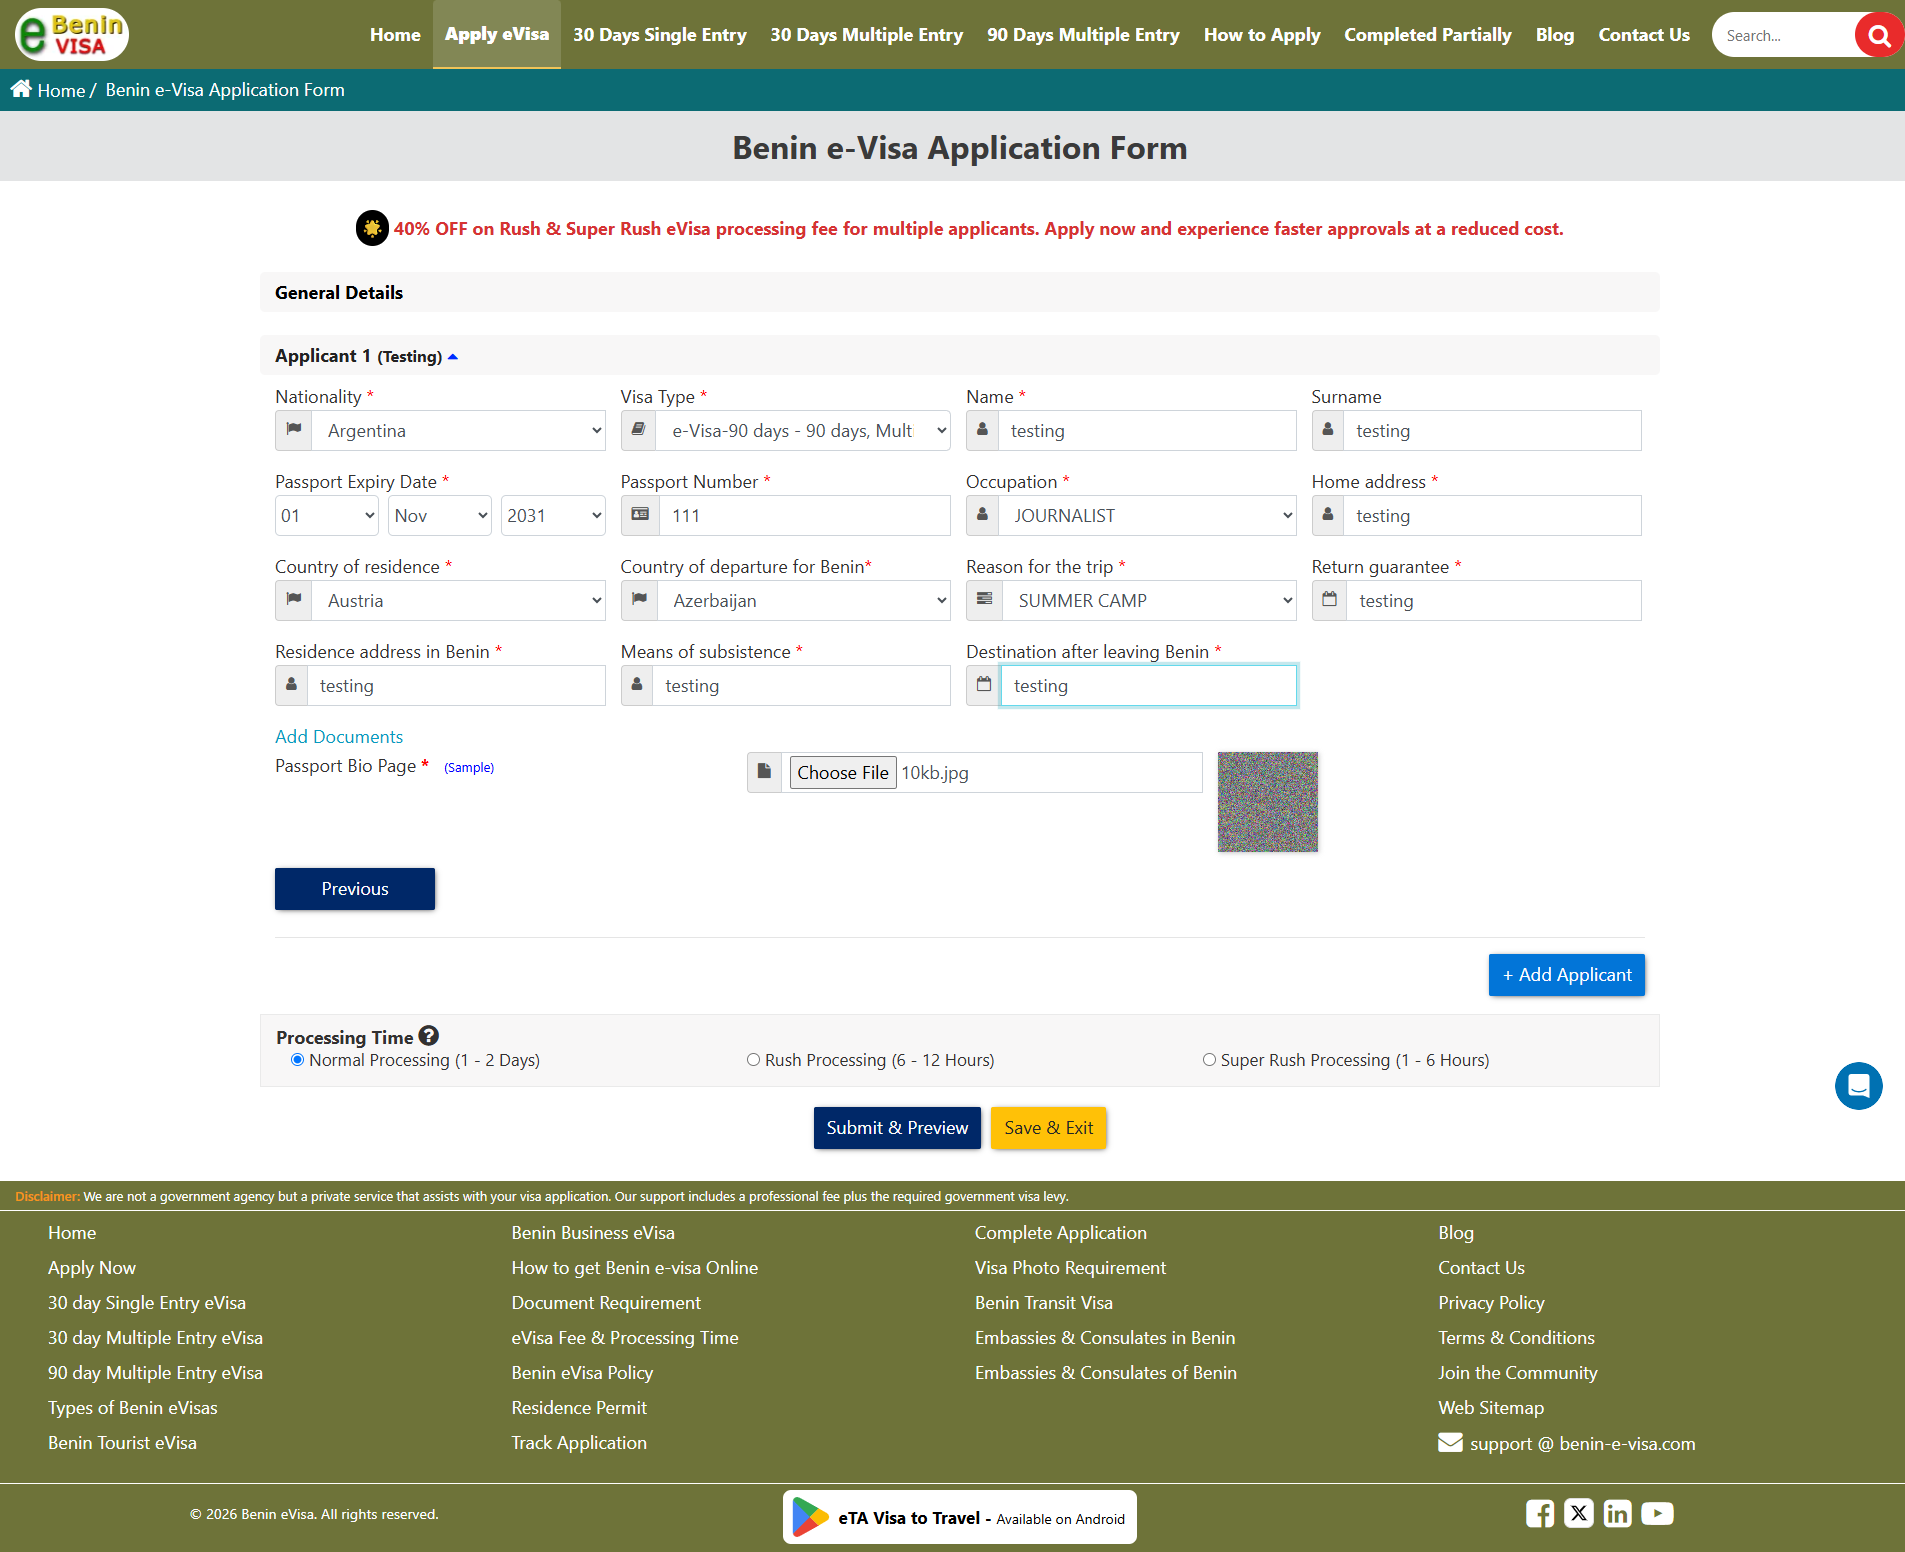 e Benin VISA
Home
Apply eVisa
30 Days Single Entry
30 Days Multiple Entry
90 Days Multiple Entry
How to Apply
Completed Partially
Blog
Contact Us
Search...
Home / Benin e-Visa Application Form
Benin e-Visa Application Form
40% OFF on Rush & Super Rush eVisa processing fee for multiple applicants. Apply now and experience faster approvals at a reduced cost.
General Details
Applicant 1 (Testing)
Nationality *
Visa Type *
Name *
Surname
Argentina
e-Visa-90 days - 90 days, Multi
testing
testing
Passport Expiry Date *
Passport Number *
Occupation *
Home address *
01
Nov
2031
111
JOURNALIST
testing
Country of residence *
Country of departure for Benin*
Reason for the trip *
Return guarantee *
Austria
Azerbaijan
SUMMER CAMP
testing
Residence address in Benin *
Means of subsistence *
Destination after leaving Benin *
testing
testing
testing
Add Documents
Passport Bio Page * (Sample)
Choose File 10kb.jpg
Previous
+ Add Applicant
Processing Time ?
Normal Processing (1 - 2 Days)
Rush Processing (6 - 12 Hours)
Super Rush Processing (1 - 6 Hours)
Submit & Preview
Save & Exit
Disclaimer: We are not a government agency but a private service that assists with your visa application. Our support includes a professional fee plus the required government visa levy.
Home
Apply Now
30 day Single Entry eVisa
30 day Multiple Entry eVisa
90 day Multiple Entry eVisa
Types of Benin eVisas
Benin Tourist eVisa
Benin Business eVisa
How to get Benin e-visa Online
Document Requirement
eVisa Fee & Processing Time
Benin eVisa Policy
Residence Permit
Track Application
Complete Application
Visa Photo Requirement
Benin Transit Visa
Embassies & Consulates in Benin
Embassies & Consulates of Benin
Blog
Contact Us
Privacy Policy
Terms & Conditions
Join the Community
Web Sitemap
support @ benin-e-visa.com
© 2026 Benin eVisa. All rights reserved.
eTA Visa to Travel - Available on Android